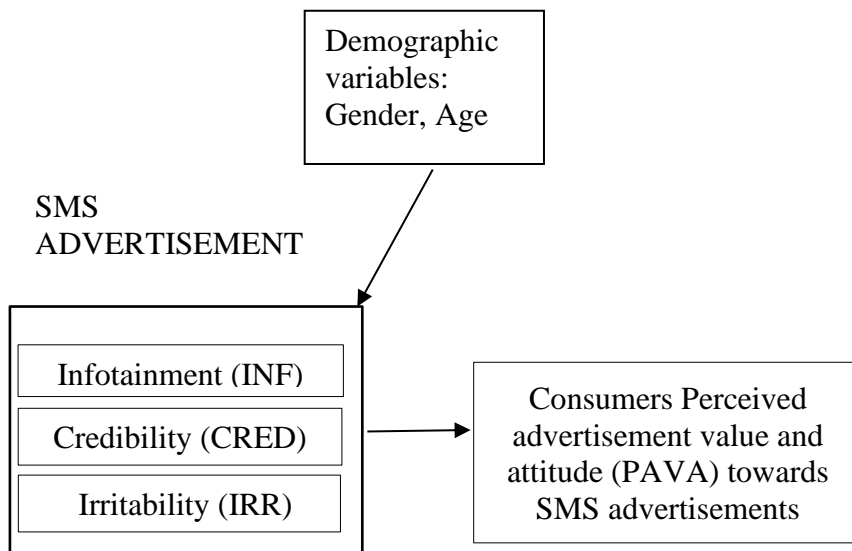 Demographic
variables:
Gender, Age
SMS
ADVERTISEMENT
Infotainment (INF)
Credibility (CRED)
Irritability (IRR)
Consumers Perceived
advertisement value and
attitude (PAVA) towards
SMS advertisements